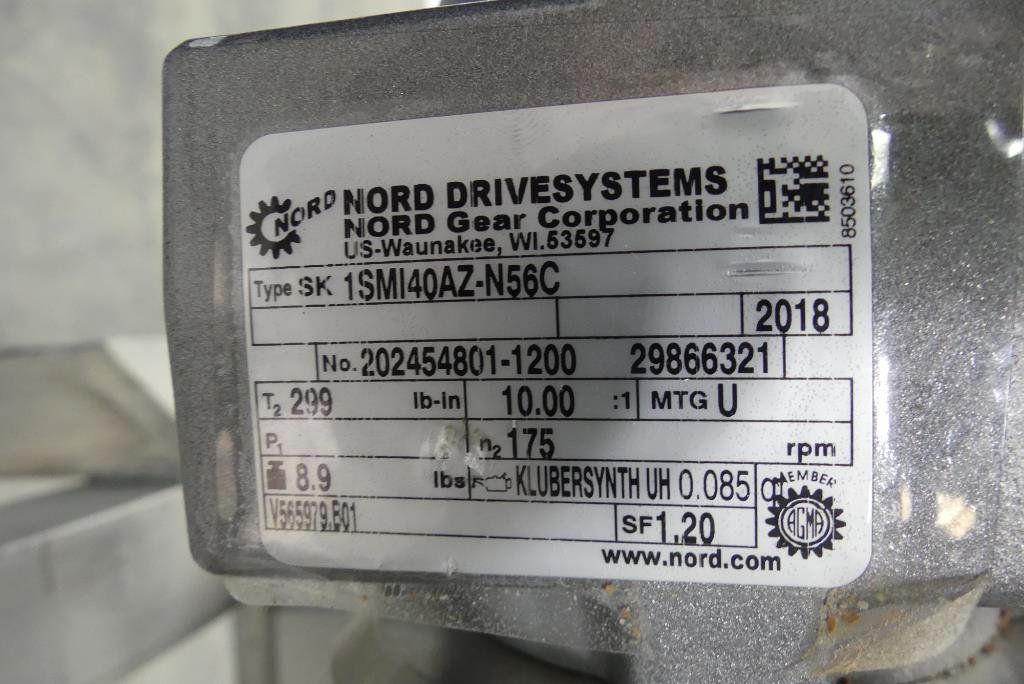 NORD
NORD DRIVESYSTEMS
NORD Gear Corporation
US-Waunakee, WI.53597
8503610
Type SK 1SMI40AZ-N56C
2018
No. 202454801-1200 29866321
T2 299 lb-in 10.00 :1 MTG U
P1 n2 175 rpm
8.9 lbs KLUBERSYNTH UH 0.085
V565979.B01 SF 1.20
MEMBER
AGMA
www.nord.com